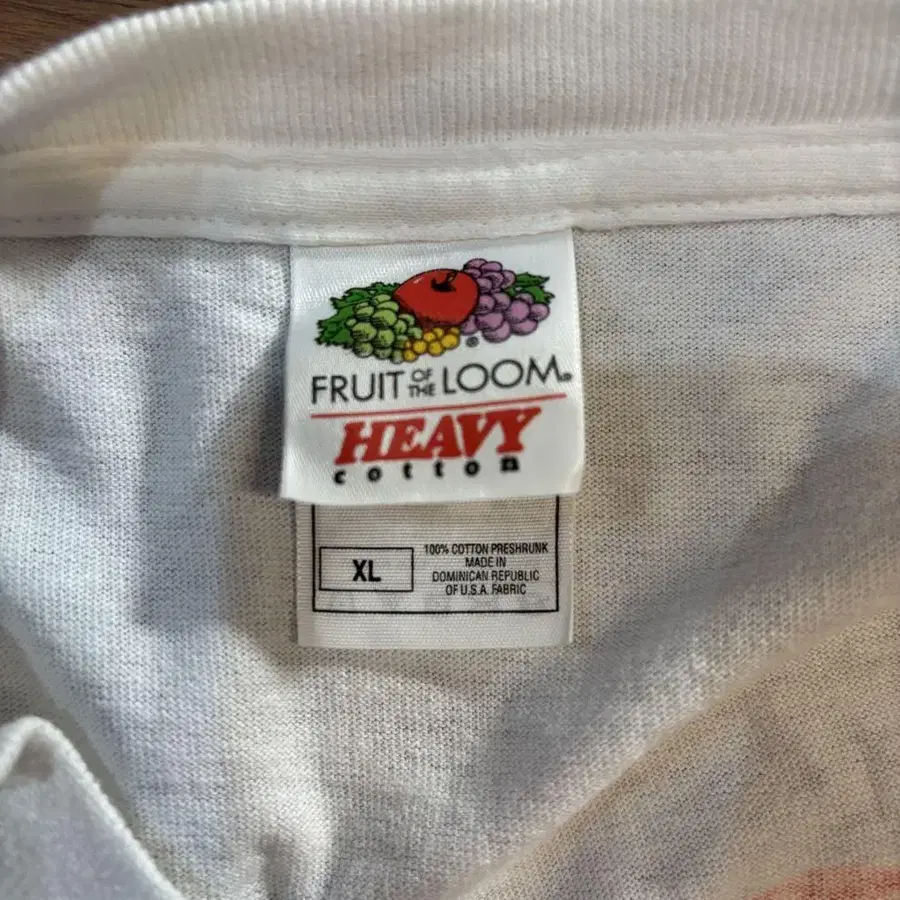 FRUIT OF THE LOOM®
HEAVY
cotton
XL
100% COTTON PRESHRUNK
MADE IN
DOMINICAN REPUBLIC
OF U.S.A. FABRIC